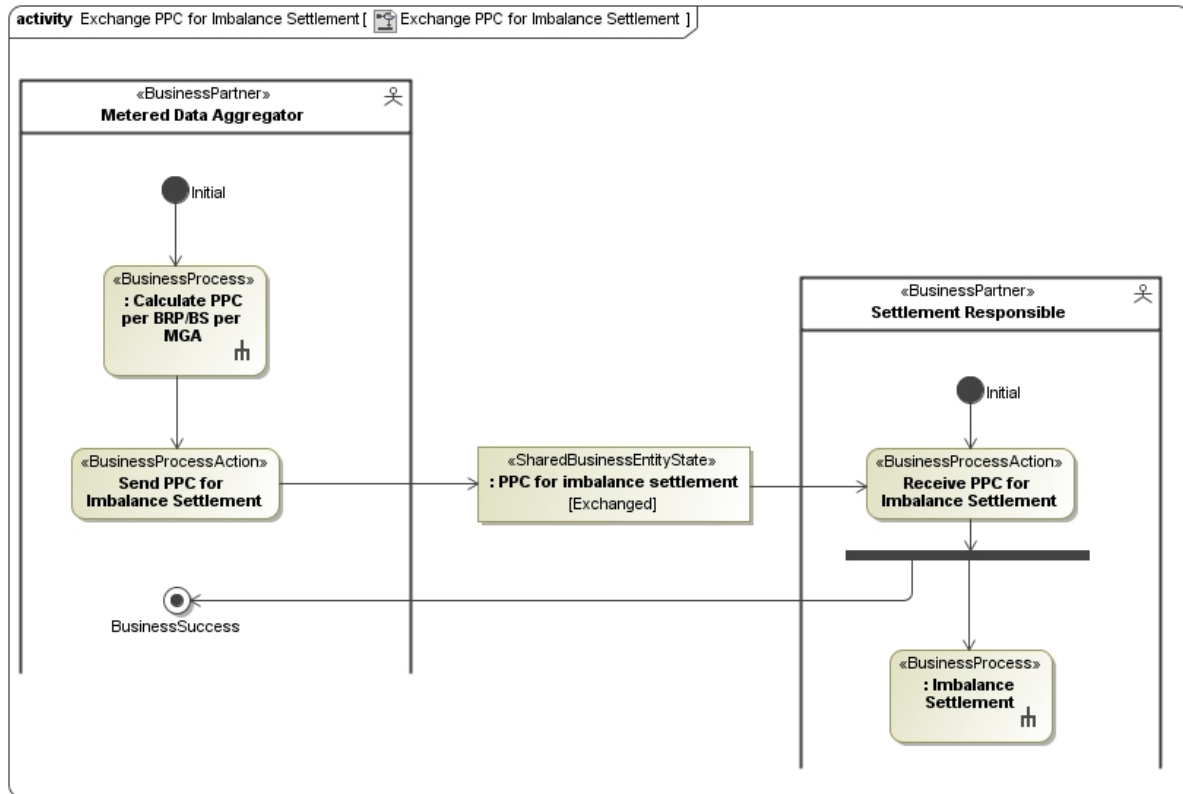 activity Exchange PPC for Imbalance Settlement [ Exchange PPC for Imbalance Settlement ]
«BusinessPartner»
Metered Data Aggregator
Initial
«BusinessProcess»
: Calculate PPC
per BRP/BS per
MGA
«BusinessProcessAction»
Send PPC for
Imbalance Settlement
BusinessSuccess
«SharedBusinessEntityState»
: PPC for imbalance settlement
[Exchanged]
«BusinessPartner»
Settlement Responsible
Initial
«BusinessProcessAction»
Receive PPC for
Imbalance Settlement
«BusinessProcess»
: Imbalance
Settlement